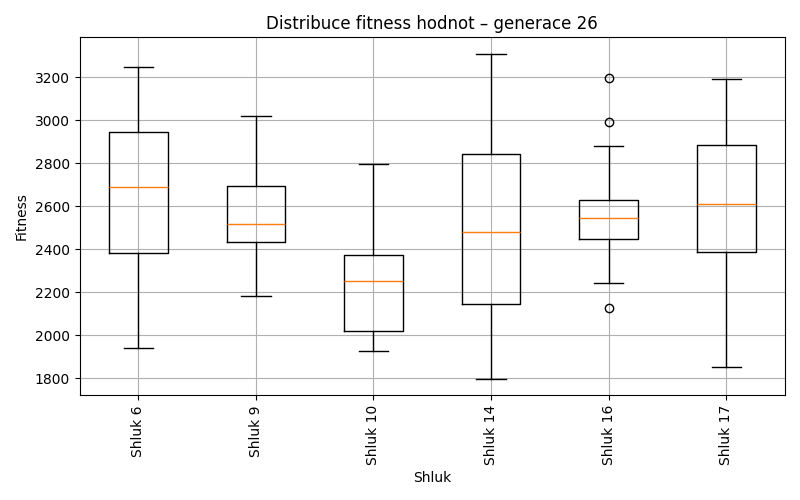 Distribuce fitness hodnot – generace 26
Fitness
3200
3000
2800
2600
2400
2200
2000
1800
Shluk 6
Shluk 9
Shluk 10
Shluk 14
Shluk 16
Shluk 17
Shluk